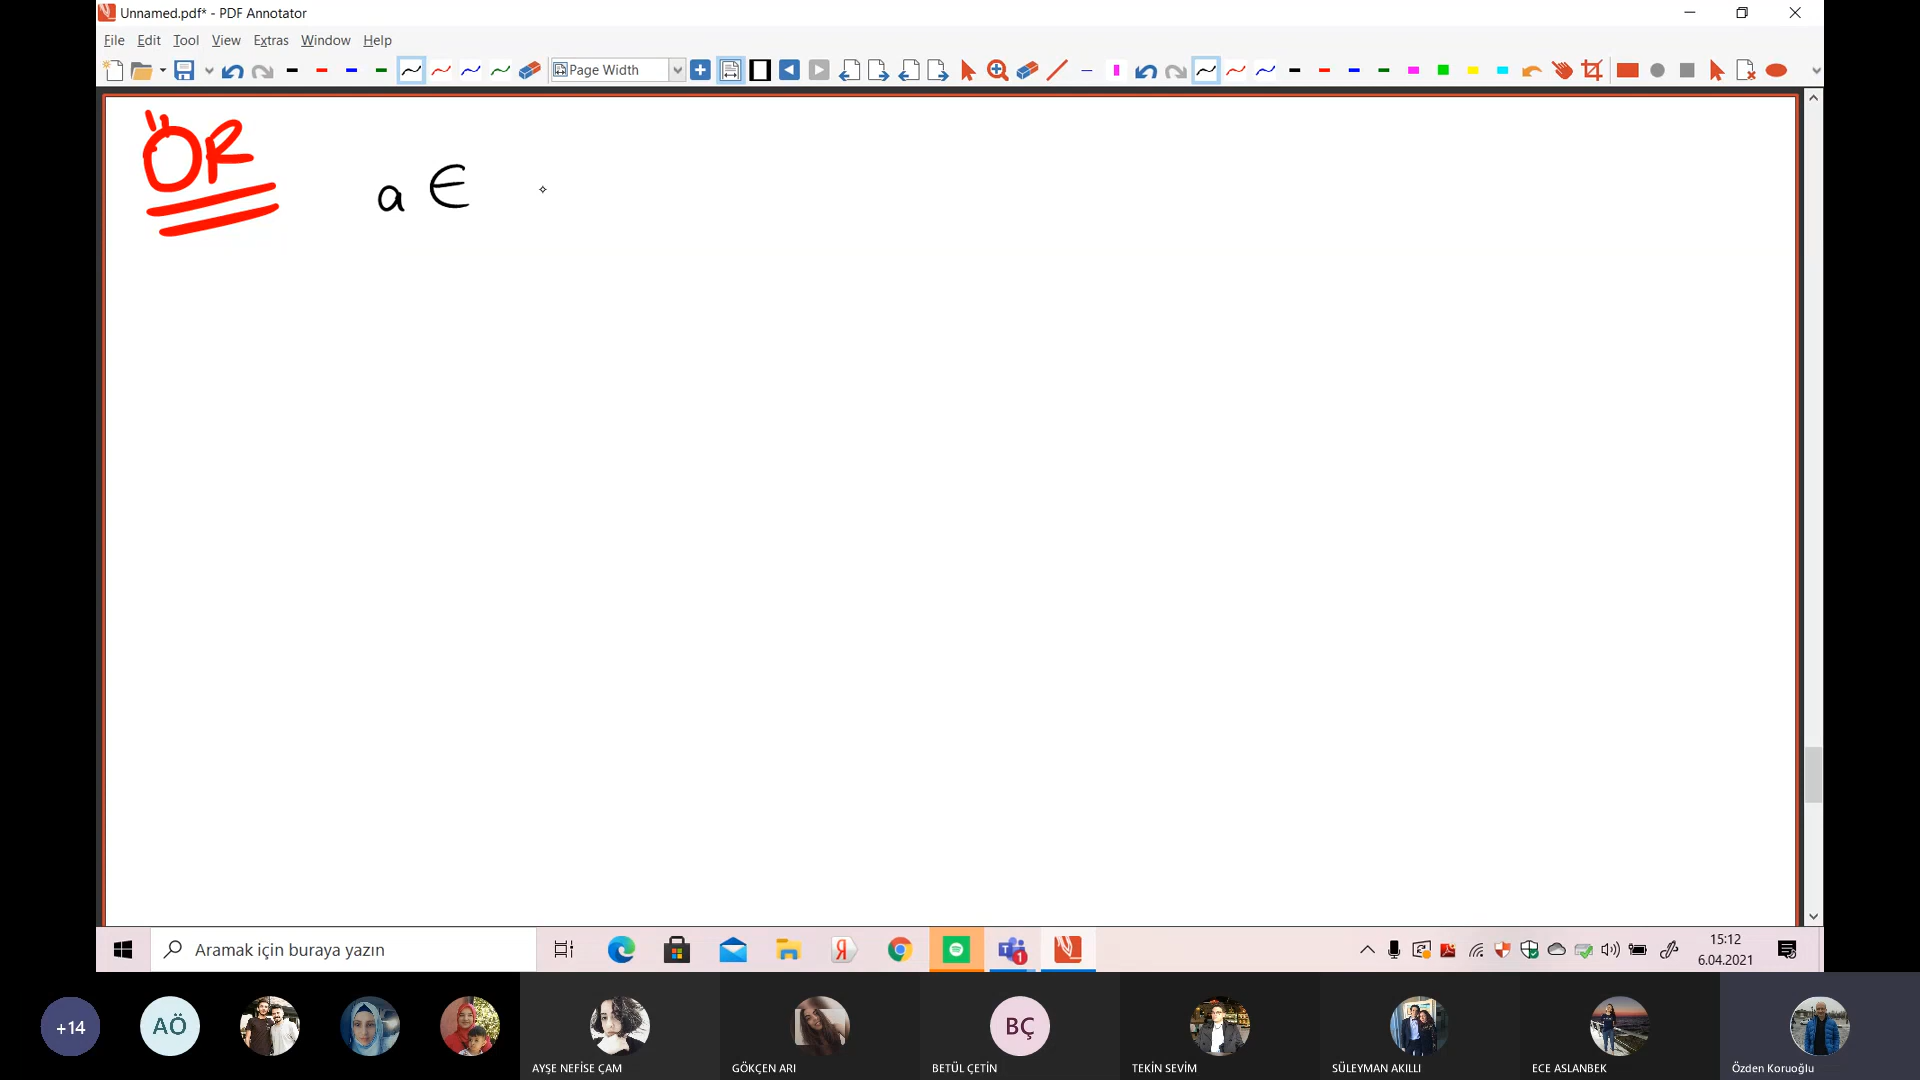 Unnamed.pdf* - PDF Annotator
File Edit Tool View Extras Window Help
Page Width
ÖR
a ∈
Aramak için buraya yazın
1
15:12
6.04.2021
+14
AÖ
BÇ
AYŞE NEFİSE ÇAM
GÖKÇEN ARI
BETÜL ÇETİN
TEKİN SEVİM
SÜLEYMAN AKILLI
ECE ASLANBEK
Özden Koruoğlu